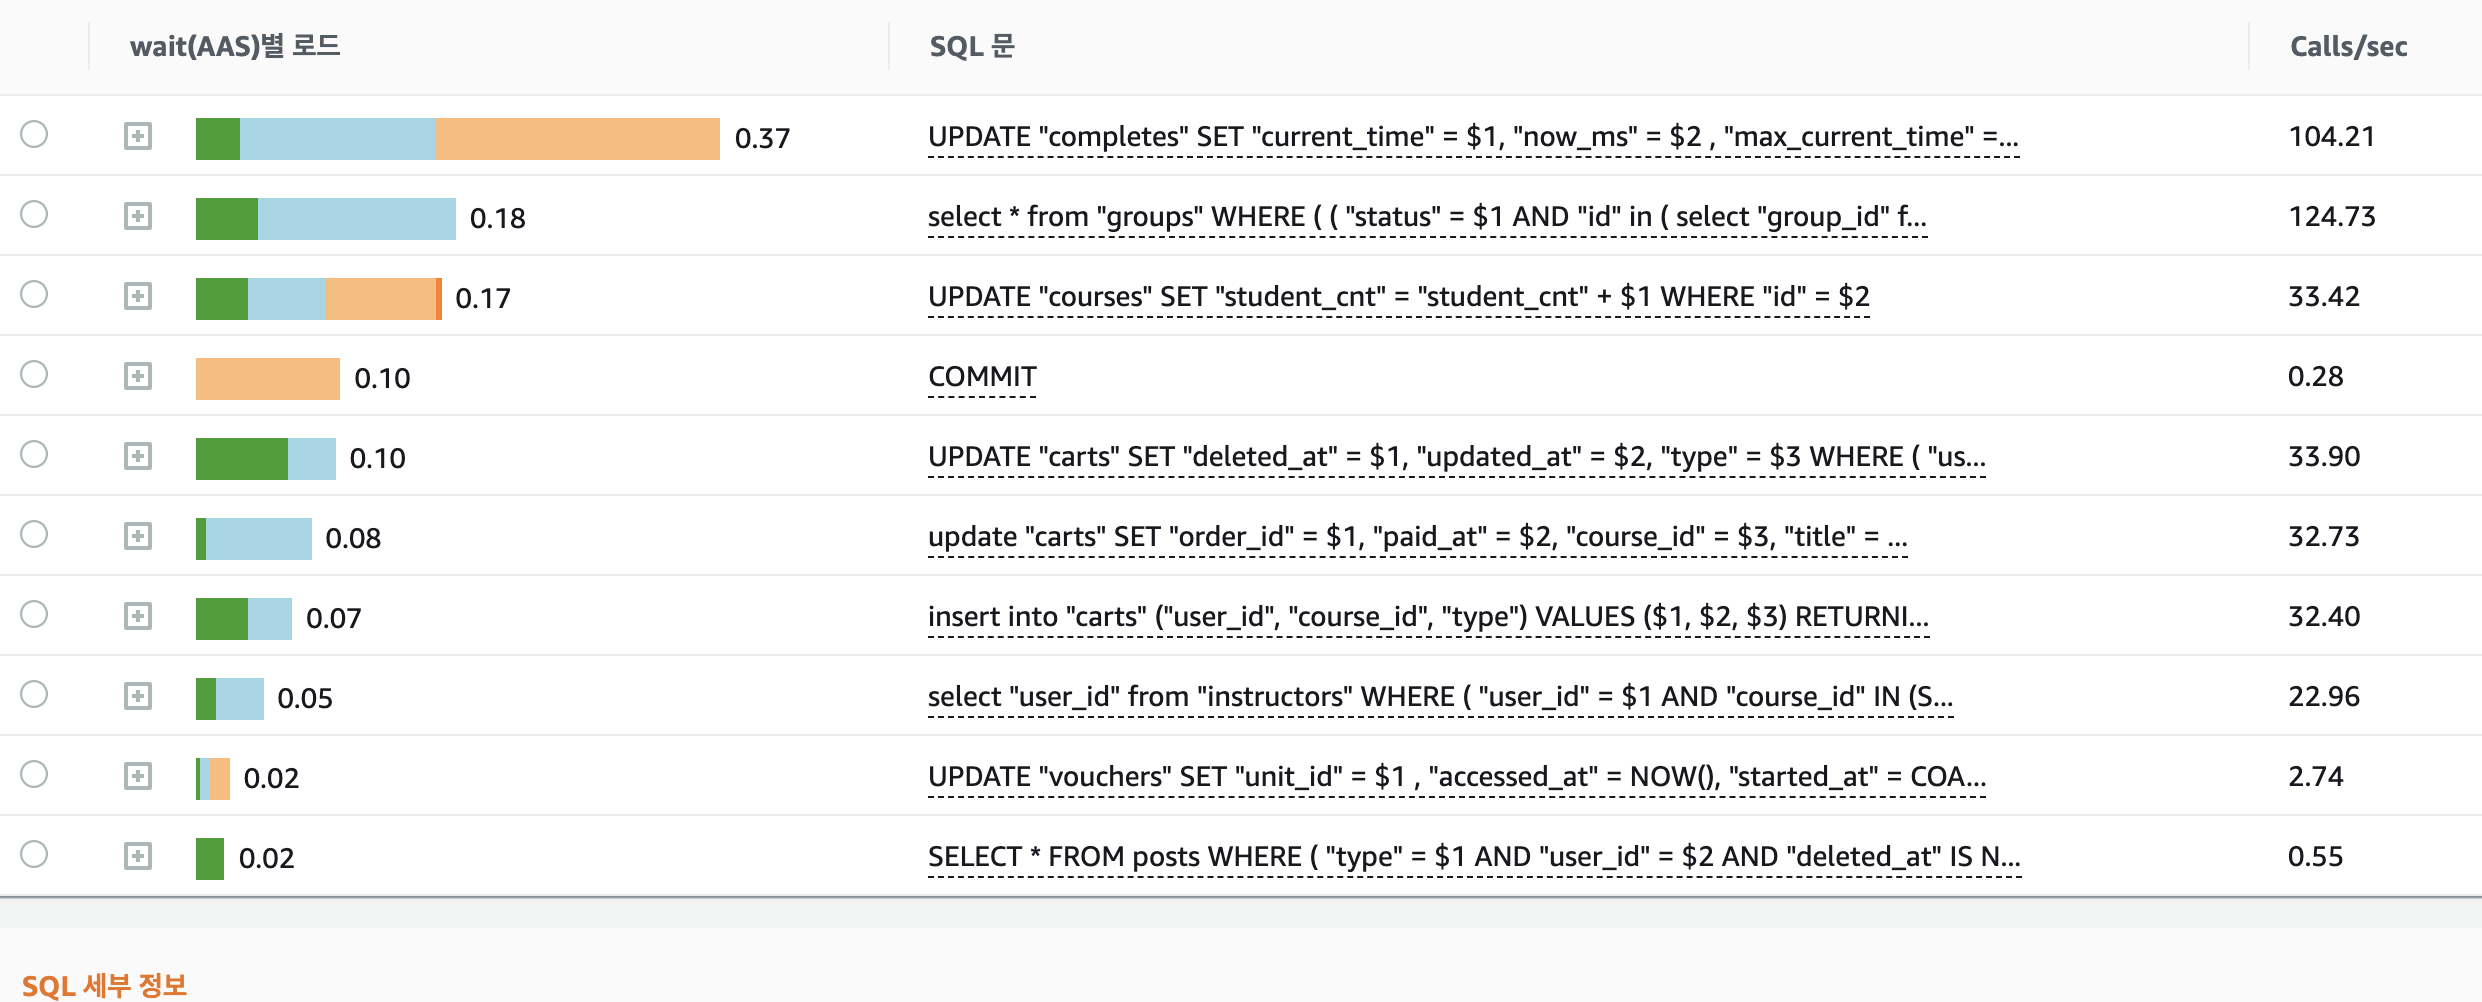 wait(AAS)별 로드 SQL 문 Calls/sec
0.37 UPDATE "completes" SET "current_time" = $1, "now_ms" = $2 , "max_current_time" =... 104.21
0.18 select * from "groups" WHERE ( ( "status" = $1 AND "id" in ( select "group_id" f... 124.73
0.17 UPDATE "courses" SET "student_cnt" = "student_cnt" + $1 WHERE "id" = $2 33.42
0.10 COMMIT 0.28
0.10 UPDATE "carts" SET "deleted_at" = $1, "updated_at" = $2, "type" = $3 WHERE ( "us... 33.90
0.08 update "carts" SET "order_id" = $1, "paid_at" = $2, "course_id" = $3, "title" = ... 32.73
0.07 insert into "carts" ("user_id", "course_id", "type") VALUES ($1, $2, $3) RETURNI... 32.40
0.05 select "user_id" from "instructors" WHERE ( "user_id" = $1 AND "course_id" IN (S... 22.96
0.02 UPDATE "vouchers" SET "unit_id" = $1 , "accessed_at" = NOW(), "started_at" = COA... 2.74
0.02 SELECT * FROM posts WHERE ( "type" = $1 AND "user_id" = $2 AND "deleted_at" IS N... 0.55
SQL 세부 정보